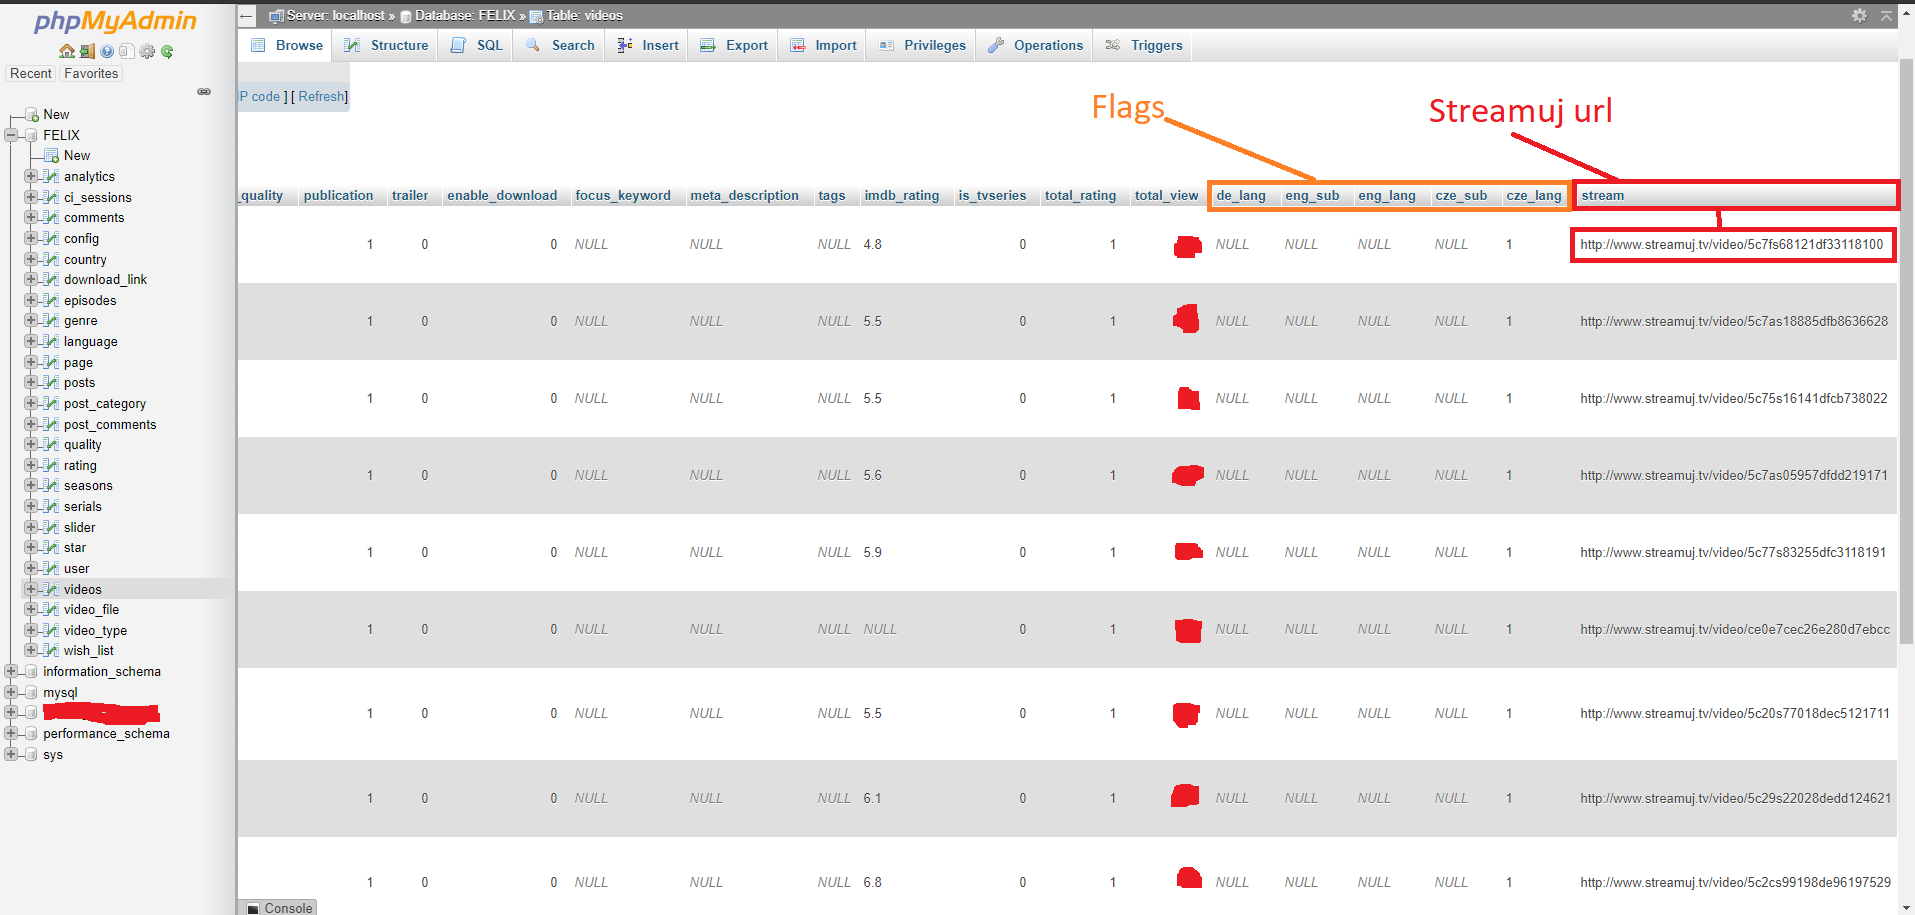 phpMyAdmin
Recent Favorites
New
FELIX
New
analytics
ci_sessions
comments
config
country
download_link
episodes
genre
language
page
posts
post_category
post_comments
quality
rating
seasons
serials
slider
star
user
videos
video_file
video_type
wish_list
information_schema
mysql
performance_schema
sys
← Server: localhost » Database: FELIX » Table: videos
Browse Structure SQL Search Insert Export Import Privileges Operations Triggers
P code ] [ Refresh]
Flags
Streamuj url
_quality publication trailer enable_download focus_keyword meta_description tags imdb_rating is_tvseries total_rating total_view de_lang eng_sub eng_lang cze_sub cze_lang stream
1 0 0 NULL NULL NULL 4.8 0 1 NULL NULL NULL NULL 1 http://www.streamuj.tv/video/5c7fs68121df33118100
1 0 0 NULL NULL NULL 5.5 0 1 NULL NULL NULL NULL 1 http://www.streamuj.tv/video/5c7as18885dfb8636628
1 0 0 NULL NULL NULL 5.5 0 1 NULL NULL NULL NULL 1 http://www.streamuj.tv/video/5c75s16141dfcb738022
1 0 0 NULL NULL NULL 5.6 0 1 NULL NULL NULL NULL 1 http://www.streamuj.tv/video/5c7as05957dfdd219171
1 0 0 NULL NULL NULL 5.9 0 1 NULL NULL NULL NULL 1 http://www.streamuj.tv/video/5c77s83255dfc3118191
1 0 0 NULL NULL NULL NULL 0 1 NULL NULL NULL NULL 1 http://www.streamuj.tv/video/ce0e7cec26e280d7ebcc
1 0 0 NULL NULL NULL 5.5 0 1 NULL NULL NULL NULL 1 http://www.streamuj.tv/video/5c20s77018dec5121711
1 0 0 NULL NULL NULL 6.1 0 1 NULL NULL NULL NULL 1 http://www.streamuj.tv/video/5c29s22028dedd124621
1 0 0 NULL NULL NULL 6.8 0 1 NULL NULL NULL NULL 1 http://www.streamuj.tv/video/5c2cs99198de96197529
Console